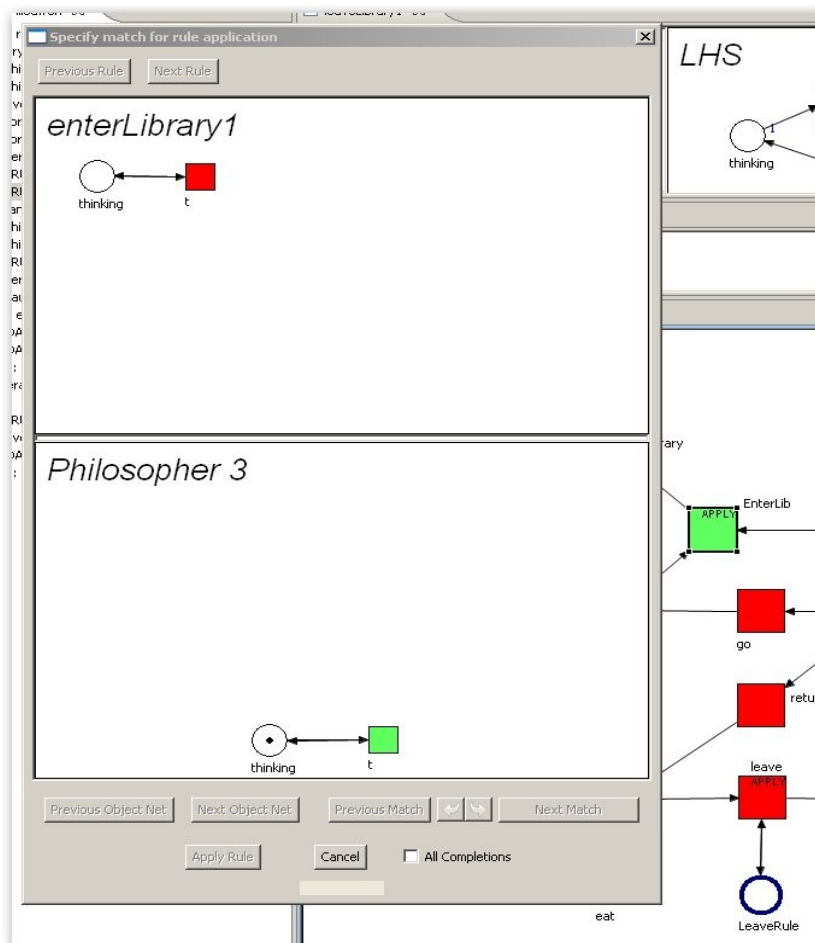 Specify match for rule application
Previous Rule
Next Rule
enterLibrary1
thinking
t
Philosopher 3
thinking
t
Previous Object Net
Next Object Net
Previous Match
Next Match
Apply Rule
Cancel
All Completions
LHS
1
thinking
APPLY
EnterLib
go
leave
APPLY
LeaveRule
eat